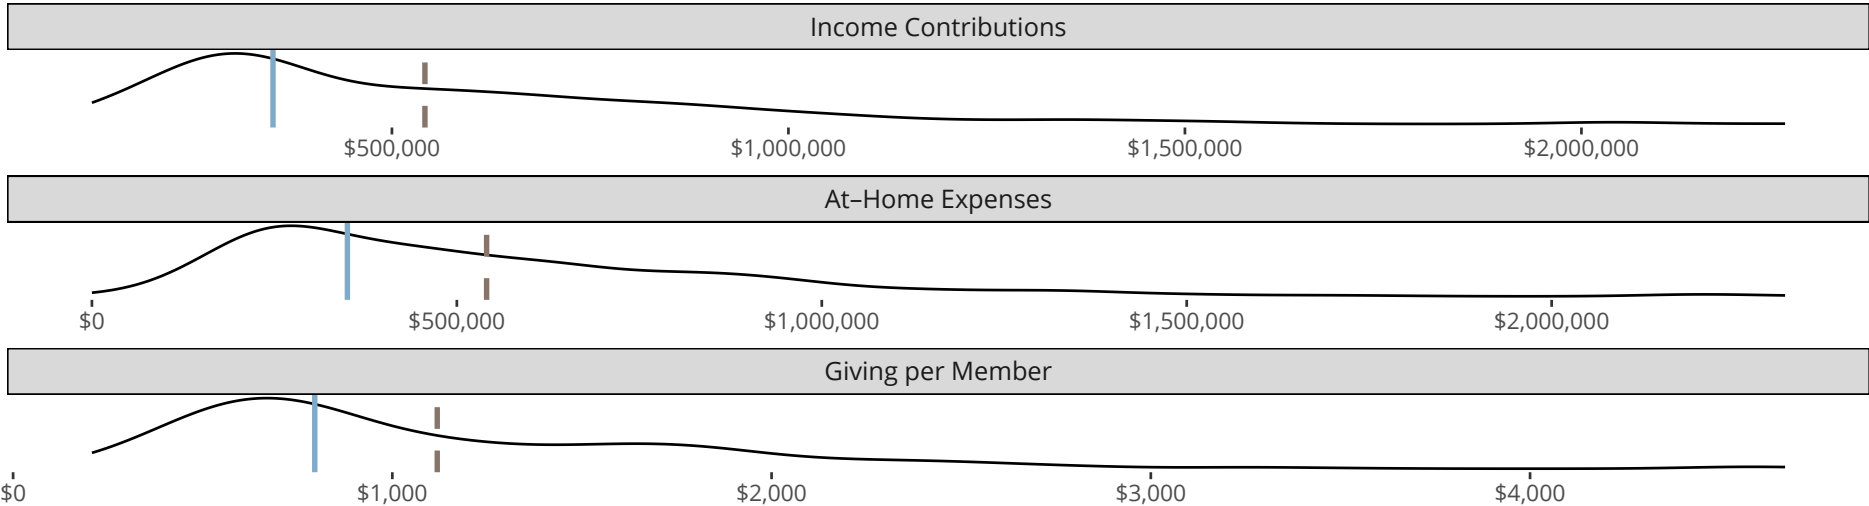 Income Contributions
$500,000 $1,000,000 $1,500,000 $2,000,000
At–Home Expenses
$0 $500,000 $1,000,000 $1,500,000 $2,000,000
Giving per Member
$0 $1,000 $2,000 $3,000 $4,000